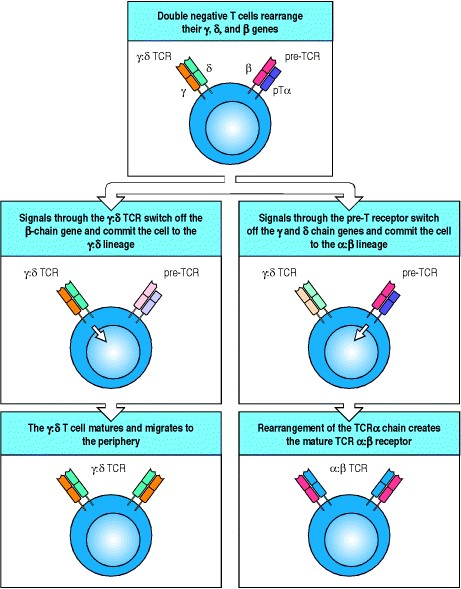 Double negative T cells rearrange
their γ, δ, and β genes
γ:δ TCR
pre-TCR
δ
β
γ
pTα
Signals through the γ:δ TCR switch off the
β-chain gene and commit the cell to the
γ:δ lineage
Signals through the pre-T receptor switch
off the γ and δ chain genes and commit the cell
to the α:β lineage
γ:δ TCR
pre-TCR
γ:δ TCR
pre-TCR
The γ:δ T cell matures and migrates to
the periphery
Rearrangement of the TCRα chain creates
the mature TCR α:β receptor
γ:δ TCR
α:β TCR